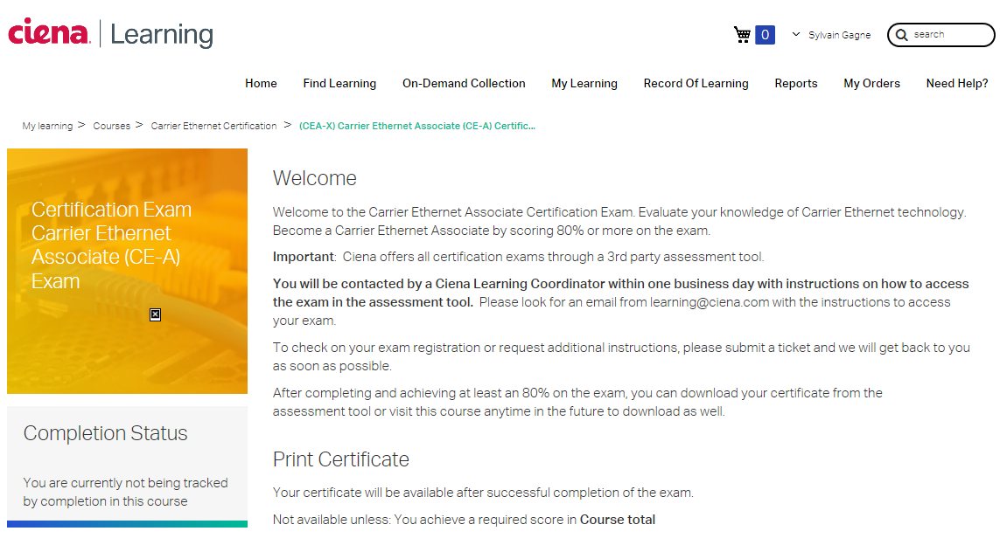 ciena. | Learning
0
Sylvain Gagne
search
Home
Find Learning
On-Demand Collection
My Learning
Record Of Learning
Reports
My Orders
Need Help?
My learning > Courses > Carrier Ethernet Certification > (CEA-X) Carrier Ethernet Associate (CE-A) Certific...
Certification Exam
Carrier Ethernet
Associate (CE-A)
Exam
Completion Status
You are currently not being tracked
by completion in this course
Welcome
Welcome to the Carrier Ethernet Associate Certification Exam. Evaluate your knowledge of Carrier Ethernet technology.
Become a Carrier Ethernet Associate by scoring 80% or more on the exam.
Important: Ciena offers all certification exams through a 3rd party assessment tool.
You will be contacted by a Ciena Learning Coordinator within one business day with instructions on how to access
the exam in the assessment tool. Please look for an email from learning@ciena.com with the instructions to access
your exam.
To check on your exam registration or request additional instructions, please submit a ticket and we will get back to you
as soon as possible.
After completing and achieving at least an 80% on the exam, you can download your certificate from the
assessment tool or visit this course anytime in the future to download as well.
Print Certificate
Your certificate will be available after successful completion of the exam.
Not available unless: You achieve a required score in Course total